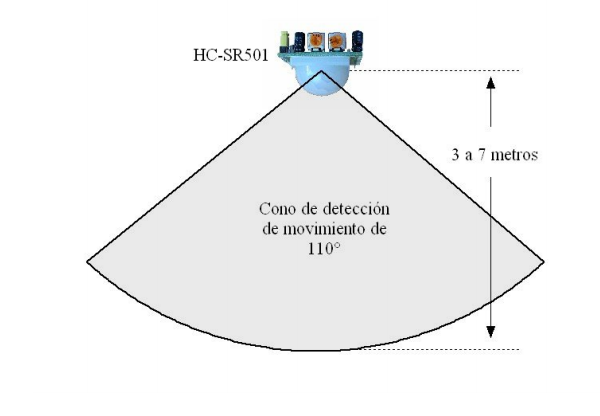 HC-SR501
3 a 7 metros
Cono de detección
de movimiento de
110°